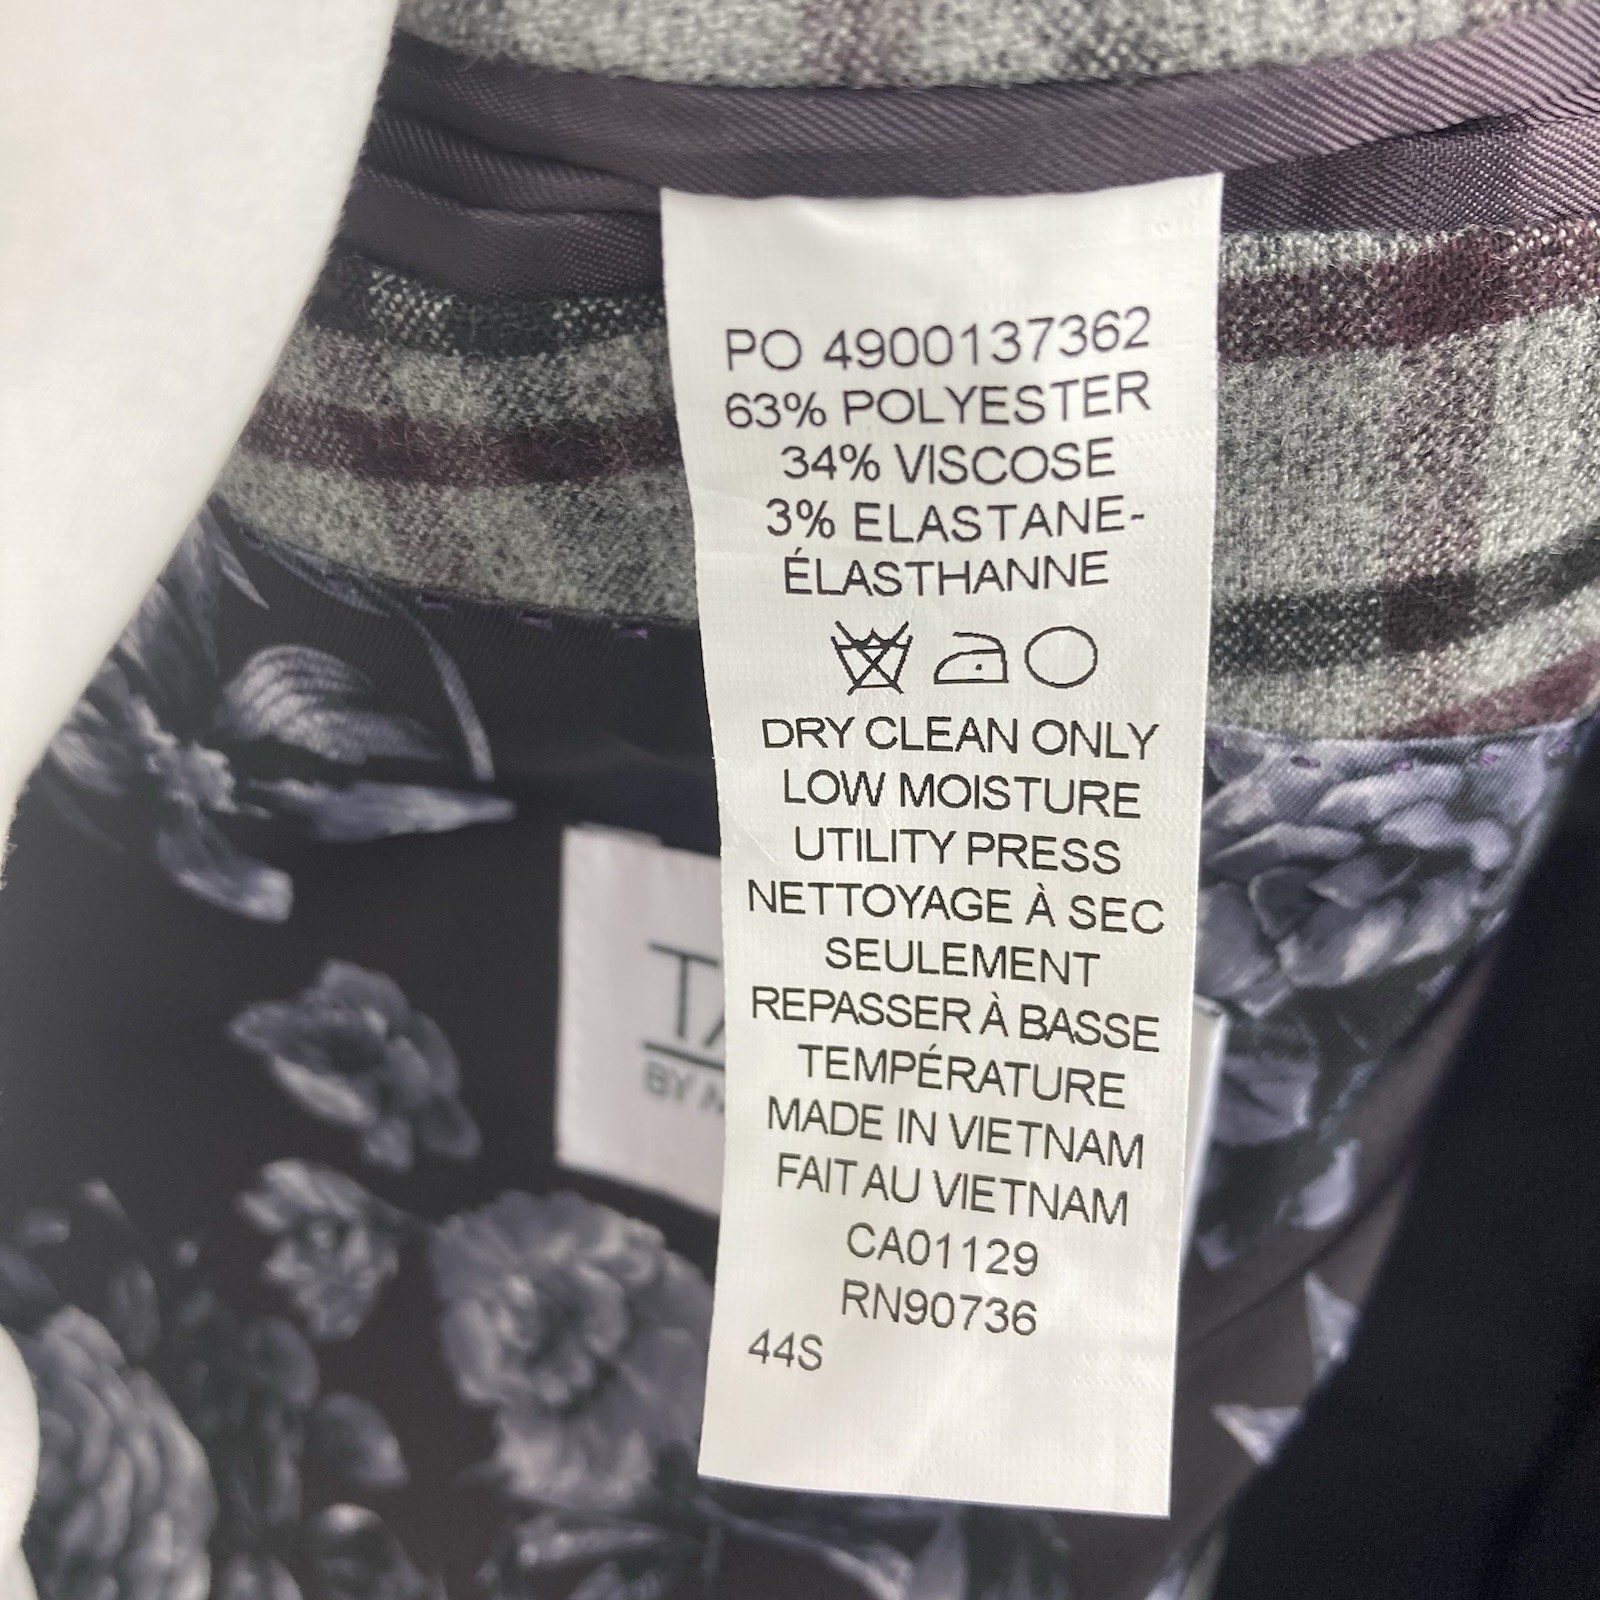 PO 4900137362
63% POLYESTER
34% VISCOSE
3% ELASTANE-
ÉLASTHANNE
DRY CLEAN ONLY
LOW MOISTURE
UTILITY PRESS
NETTOYAGE À SEC
SEULEMENT
REPASSER À BASSE
TEMPÉRATURE
MADE IN VIETNAM
FAIT AU VIETNAM
CA01129
RN90736
44S
BY